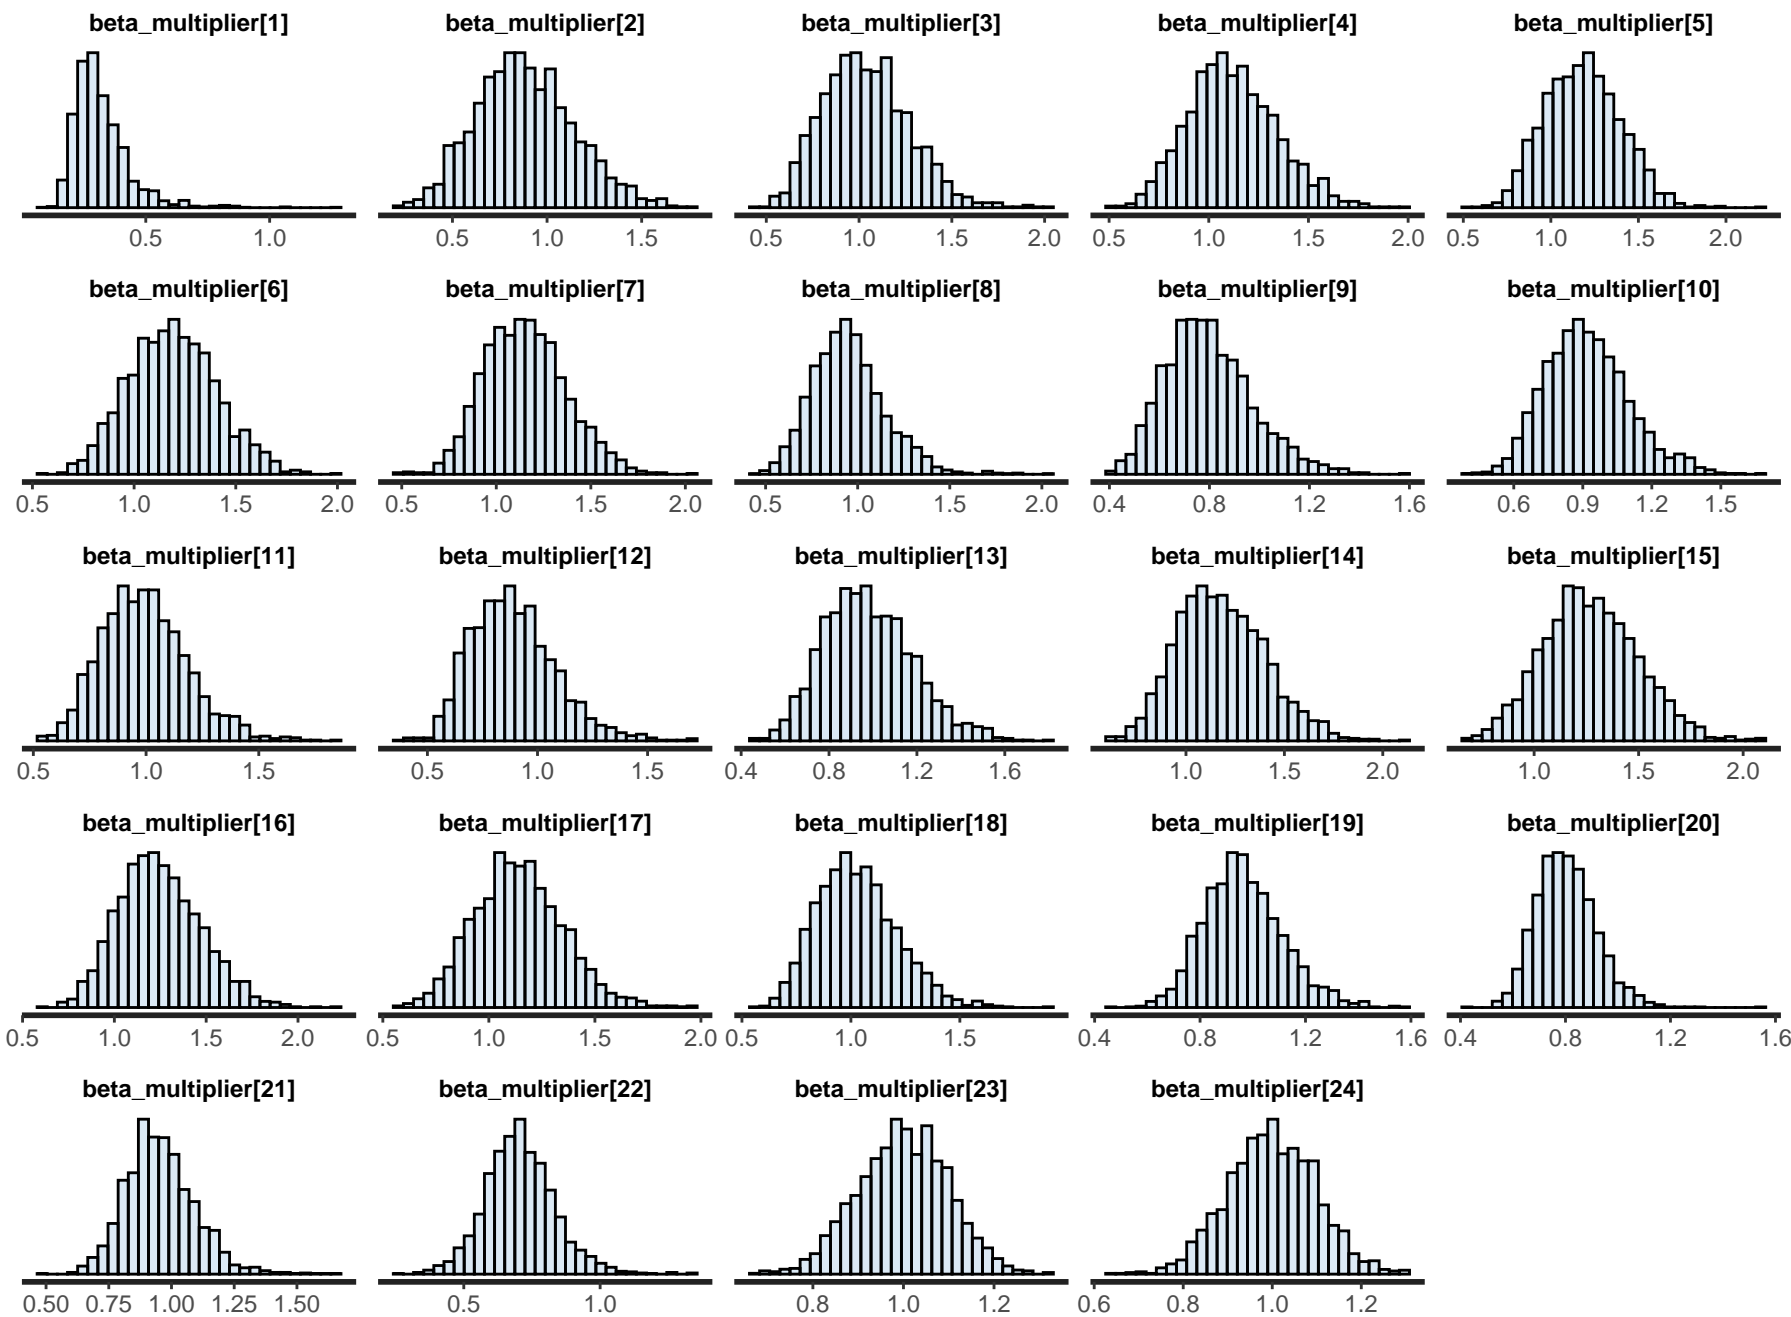 beta_multiplier[1] beta_multiplier[2] beta_multiplier[3] beta_multiplier[4] beta_multiplier[5]
0.5 1.0 0.5 1.0 1.5 0.5 1.0 1.5 2.0 0.5 1.0 1.5 2.0 0.5 1.0 1.5 2.0
beta_multiplier[6] beta_multiplier[7] beta_multiplier[8] beta_multiplier[9] beta_multiplier[10]
0.5 1.0 1.5 2.0 0.5 1.0 1.5 2.0 0.5 1.0 1.5 2.0 0.4 0.8 1.2 1.6 0.6 0.9 1.2 1.5
beta_multiplier[11] beta_multiplier[12] beta_multiplier[13] beta_multiplier[14] beta_multiplier[15]
0.5 1.0 1.5 0.5 1.0 1.5 0.4 0.8 1.2 1.6 1.0 1.5 2.0 1.0 1.5 2.0
beta_multiplier[16] beta_multiplier[17] beta_multiplier[18] beta_multiplier[19] beta_multiplier[20]
0.5 1.0 1.5 2.0 0.5 1.0 1.5 2.0 0.5 1.0 1.5 0.4 0.8 1.2 1.6 0.4 0.8 1.2 1.6
beta_multiplier[21] beta_multiplier[22] beta_multiplier[23] beta_multiplier[24]
0.50 0.75 1.00 1.25 1.50 0.5 1.0 0.8 1.0 1.2 0.6 0.8 1.0 1.2